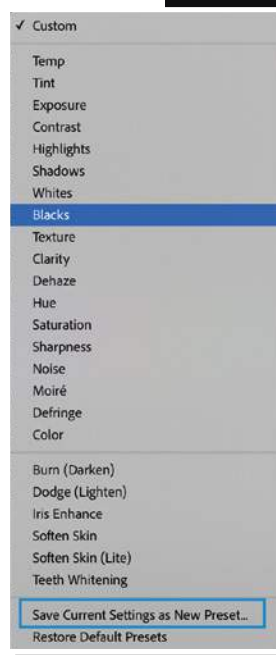 ✓ Custom
Temp
Tint
Exposure
Contrast
Highlights
Shadows
Whites
Blacks
Texture
Clarity
Dehaze
Hue
Saturation
Sharpness
Noise
Moiré
Defringe
Color
Burn (Darken)
Dodge (Lighten)
Iris Enhance
Soften Skin
Soften Skin (Lite)
Teeth Whitening
Save Current Settings as New Preset...
Restore Default Presets